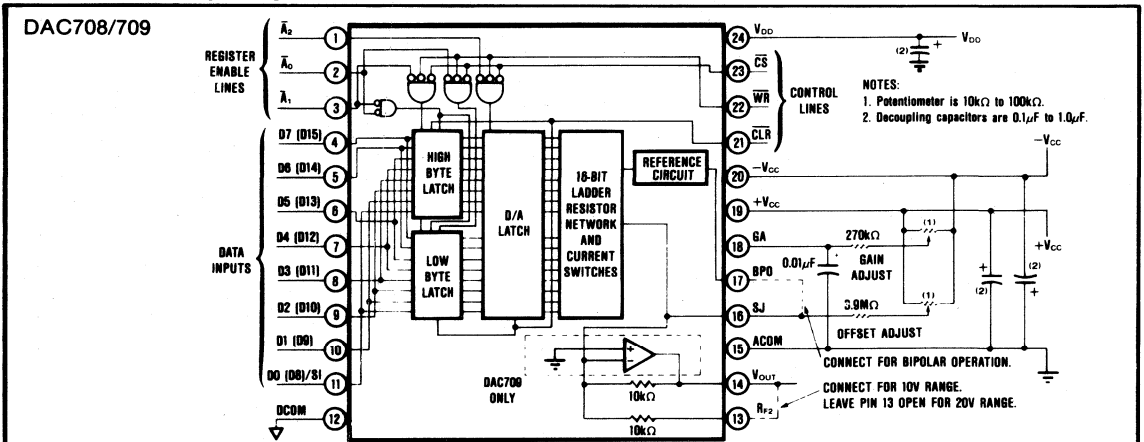 DAC708/709
REGISTER
ENABLE
LINES
A̅2
A̅0
A̅1
1
2
3
DATA
INPUTS
D7 (D15)
D6 (D14)
D5 (D13)
D4 (D12)
D3 (D11)
D2 (D10)
D1 (D9)
D0 (D8)/SI
DCOM
4
5
6
7
8
9
10
11
12
HIGH
BYTE
LATCH
LOW
BYTE
LATCH
D/A
LATCH
16-BIT
LADDER
RESISTOR
NETWORK
AND
CURRENT
SWITCHES
REFERENCE
CIRCUIT
DAC709
ONLY
+
−
10kΩ
10kΩ
24 VDD
23 C̅S̅
22 W̅R̅
21 C̅L̅R̅
20 −VCC
19 +VCC
18 GA
17 BPO
16 SJ
15 ACOM
14 VOUT
13 RF2
CONTROL
LINES
(2) +
VDD
NOTES:
1. Potentiometer is 10kΩ to 100kΩ.
2. Decoupling capacitors are 0.1μF to 1.0μF.
−VCC
+VCC
270kΩ
GAIN
ADJUST
0.01μF +
(1)
(1)
3.9MΩ
OFFSET ADJUST
+
(2)
(2)
+
CONNECT FOR BIPOLAR OPERATION.
CONNECT FOR 10V RANGE.
LEAVE PIN 13 OPEN FOR 20V RANGE.